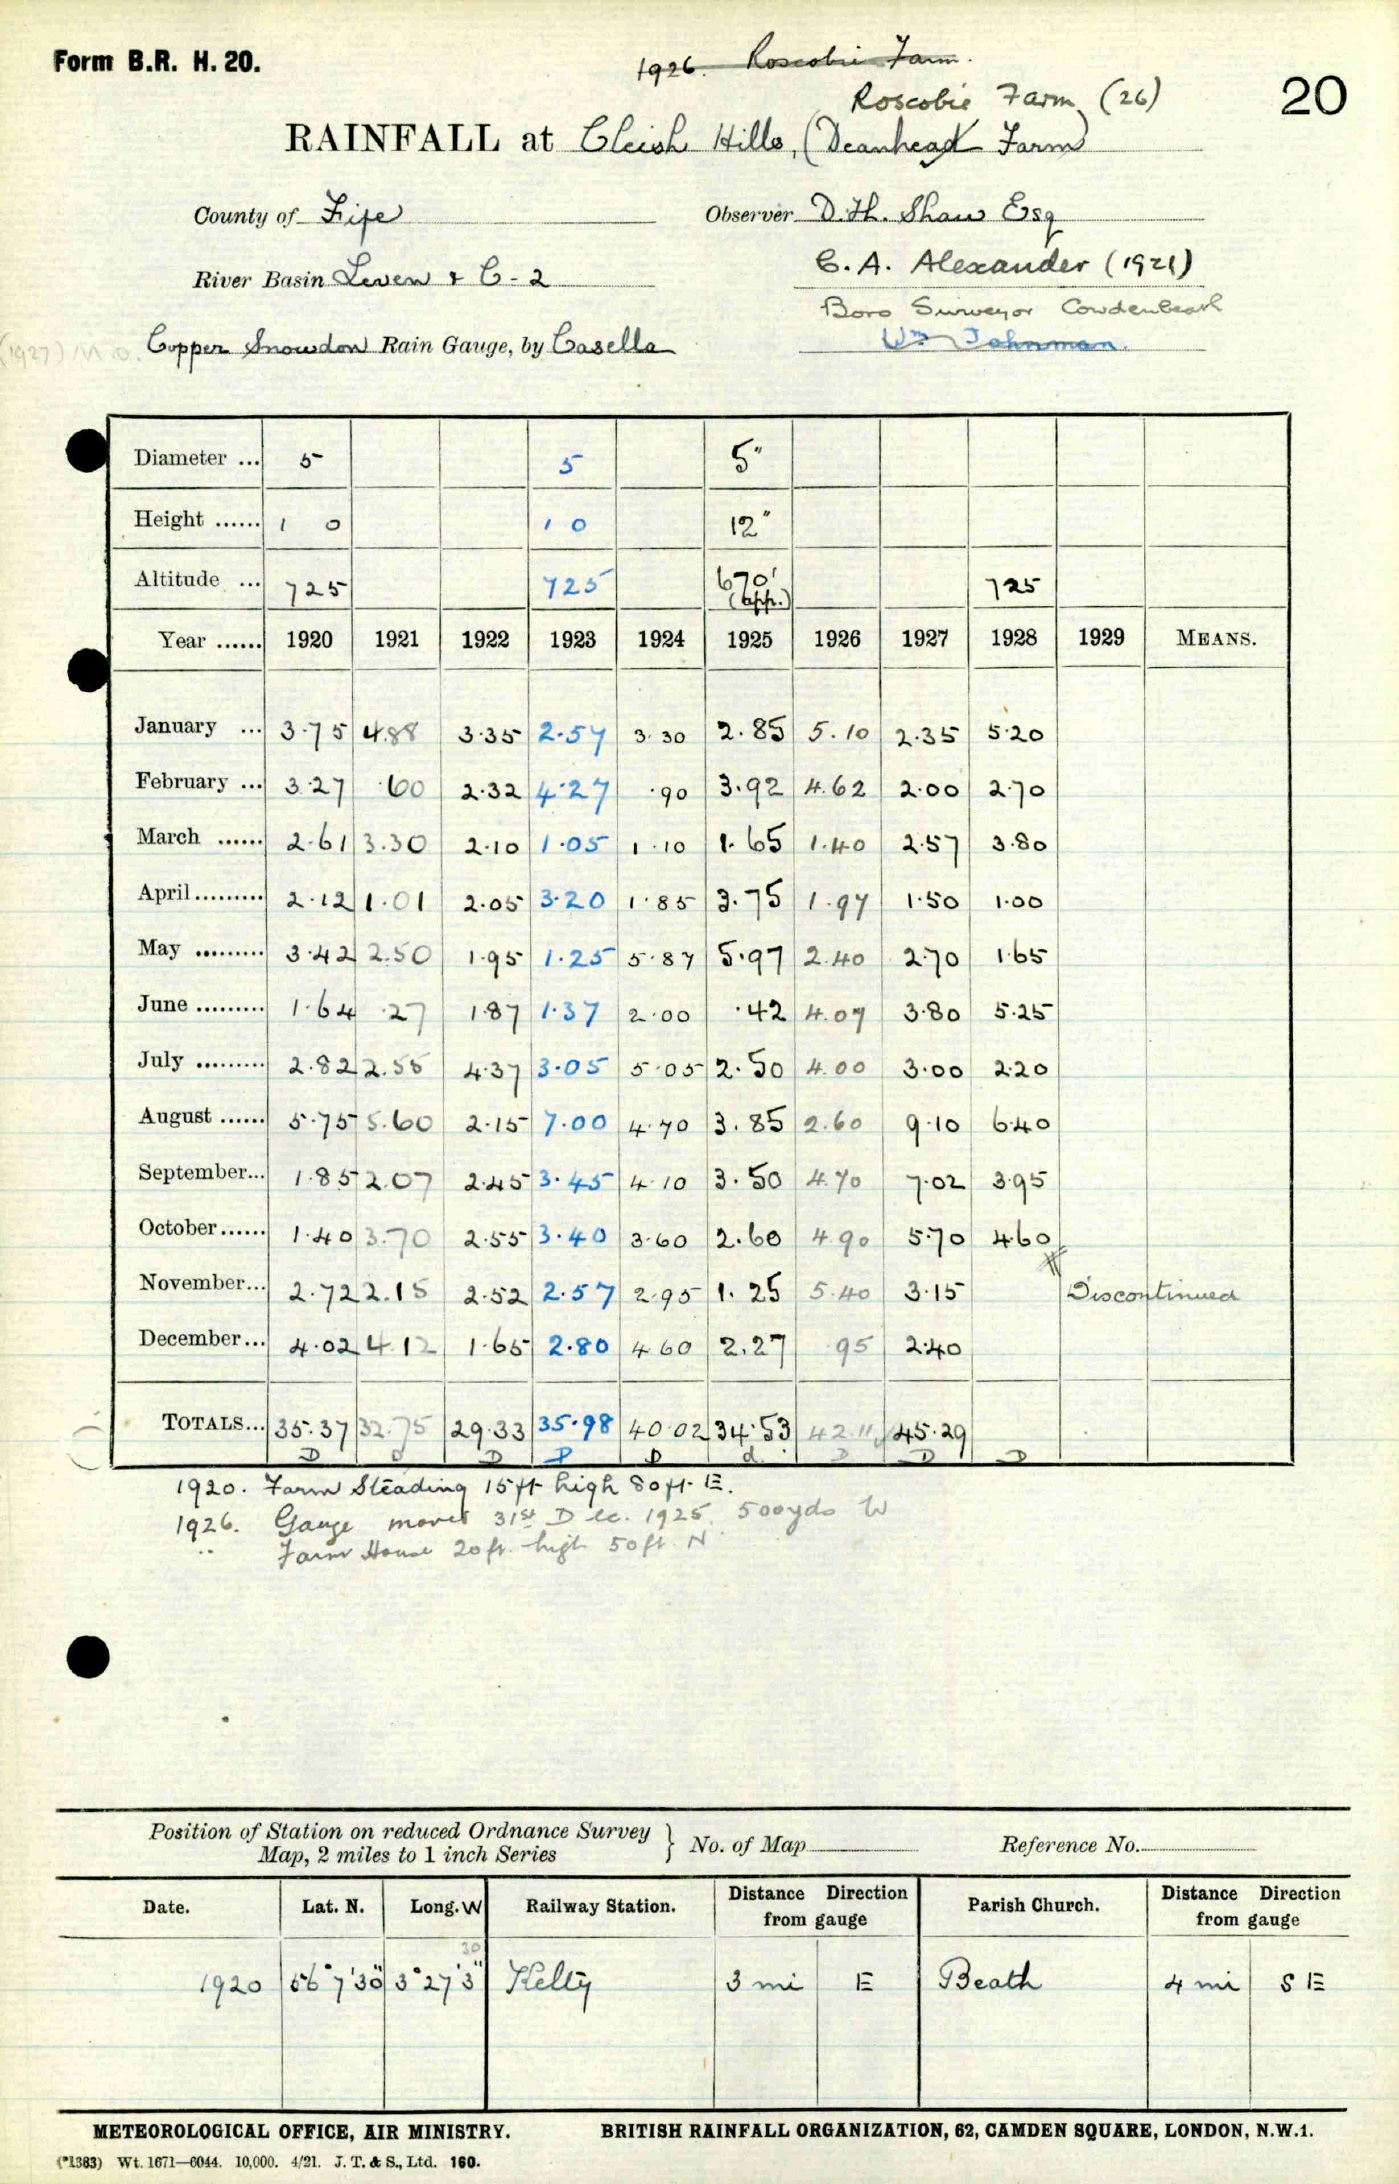 Form B.R. H. 20.
1926. Roscobie Farm.
Roscobie Farm (26)
20
RAINFALL at Cleish Hills, (Deanhead Farm)
County of Fife
Observer D. H. Shaw Esq
River Basin Leven & C-2
C. A. Alexander (1921)
Boro Surveyor Cowdenbeath
(1927) M.O. Copper Snowdon Rain Gauge, by Casella
Wm Johnman.
Diameter ... 5 5 5"
Height ...... 1 0 1 0 12"
Altitude ... 725 725 670' (app.) 725
Year ...... 1920 1921 1922 1923 1924 1925 1926 1927 1928 1929 MEANS.
January ... 3.75 4.88 3.35 2.57 3.30 2.85 5.10 2.35 5.20
February ... 3.27 .60 2.32 4.27 .90 3.92 4.62 2.00 2.70
March ...... 2.61 3.30 2.10 1.05 1.10 1.65 1.40 2.57 3.80
April......... 2.12 1.01 2.05 3.20 1.85 3.75 1.97 1.50 1.00
May ......... 3.42 2.50 1.95 1.25 5.87 5.97 2.40 2.70 1.65
June ......... 1.64 .27 1.87 1.37 2.00 .42 4.07 3.80 5.25
July ......... 2.82 2.55 4.37 3.05 5.05 2.50 4.00 3.00 2.20
August ...... 5.75 5.60 2.15 7.00 4.70 3.85 2.60 9.10 6.40
September... 1.85 2.07 2.45 3.45 4.10 3.50 4.70 7.02 3.95
October...... 1.40 3.70 2.55 3.40 3.60 2.60 4.90 5.70 4.60
November... 2.72 2.15 2.52 2.57 2.95 1.25 5.40 3.15 Discontinued
December... 4.02 4.12 1.65 2.80 4.60 2.27 .95 2.40
TOTALS... 35.37 32.75 29.33 35.98 40.02 34.53 42.11 45.29
D d D D D d. D D D
1920. Farm Steading 15ft high 80ft. E.
1926. Gauge moved 31st Dec. 1925. 500yds W
" Farm House 20ft. high 50ft. N
Position of Station on reduced Ordnance Survey
Map, 2 miles to 1 inch Series } No. of Map Reference No.
Date. Lat. N. Long. W Railway Station. Distance Direction from gauge Parish Church. Distance Direction from gauge
30
1920 56°7'30" 3°27'3" Kelty 3 mi E Beath 4 mi S E
METEOROLOGICAL OFFICE, AIR MINISTRY. BRITISH RAINFALL ORGANIZATION, 62, CAMDEN SQUARE, LONDON, N.W.1.
(*1383) Wt. 1671—6044. 10,000. 4/21. J. T. & S., Ltd. 160.